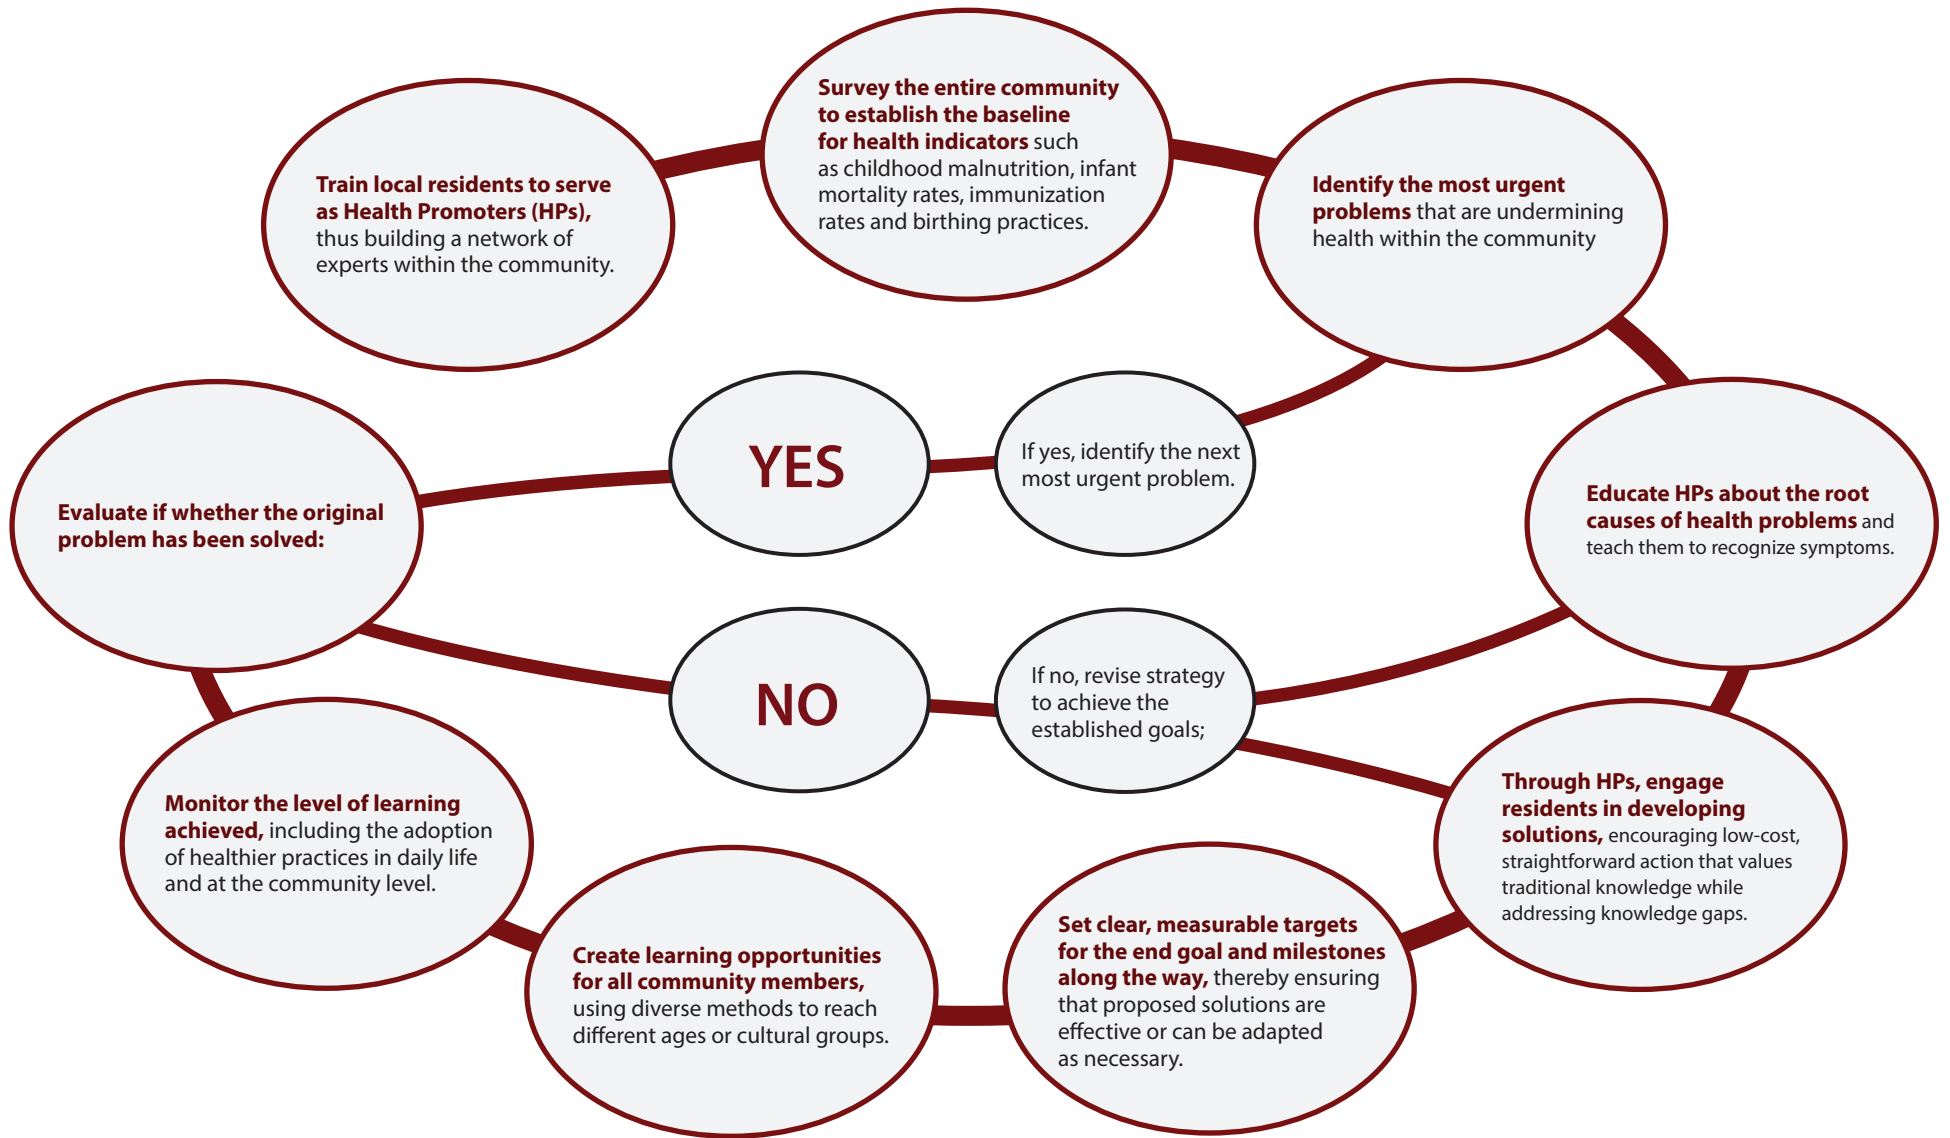 Train local residents to serve
as Health Promoters (HPs),
thus building a network of
experts within the community.
Survey the entire community
to establish the baseline
for health indicators such
as childhood malnutrition, infant
mortality rates, immunization
rates and birthing practices.
Identify the most urgent
problems that are undermining
health within the community
Educate HPs about the root
causes of health problems and
teach them to recognize symptoms.
Through HPs, engage
residents in developing
solutions, encouraging low-cost,
straightforward action that values
traditional knowledge while
addressing knowledge gaps.
Set clear, measurable targets
for the end goal and milestones
along the way, thereby ensuring
that proposed solutions are
effective or can be adapted
as necessary.
Create learning opportunities
for all community members,
using diverse methods to reach
different ages or cultural groups.
Monitor the level of learning
achieved, including the adoption
of healthier practices in daily life
and at the community level.
Evaluate if whether the original
problem has been solved:
YES
If yes, identify the next
most urgent problem.
NO
If no, revise strategy
to achieve the
established goals;